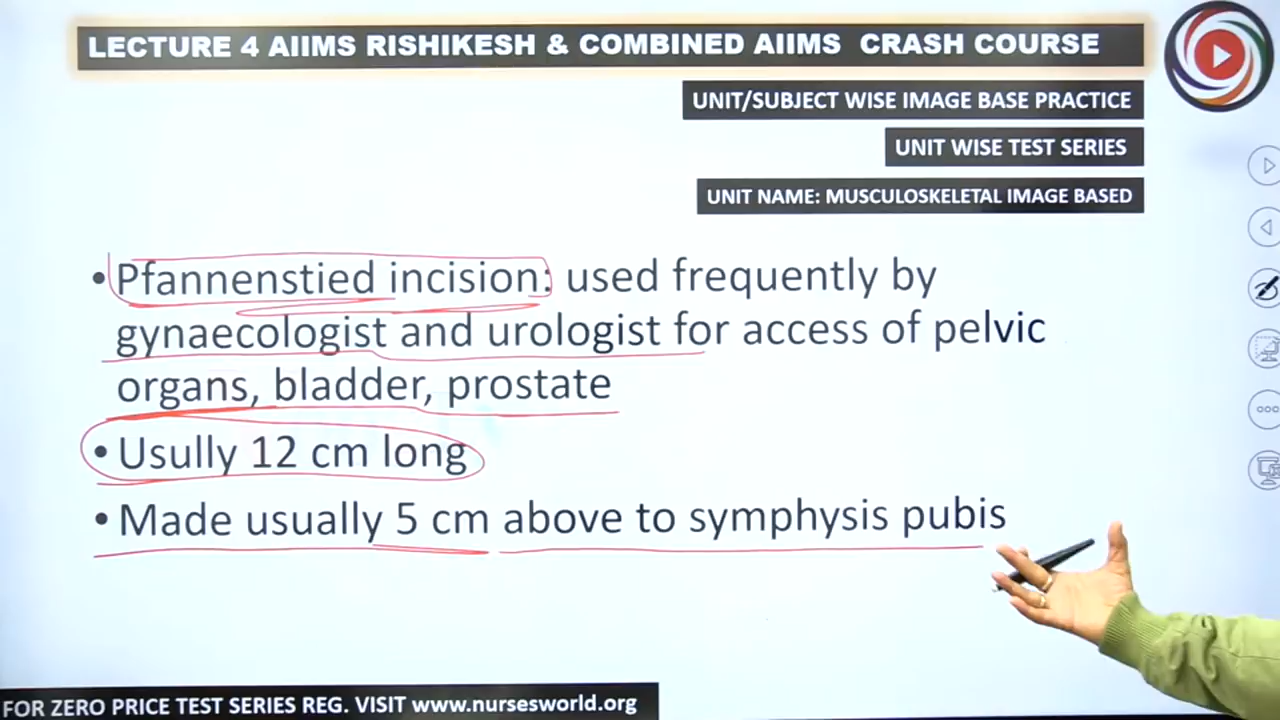 LECTURE 4 AIIMS RISHIKESH & COMBINED AIIMS CRASH COURSE
UNIT/SUBJECT WISE IMAGE BASE PRACTICE
UNIT WISE TEST SERIES
UNIT NAME: MUSCULOSKELETAL IMAGE BASED
• Pfannenstied incision: used frequently by
gynaecologist and urologist for access of pelvic
organs, bladder, prostate
• Usully 12 cm long
• Made usually 5 cm above to symphysis pubis
FOR ZERO PRICE TEST SERIES REG. VISIT www.nursesworld.org